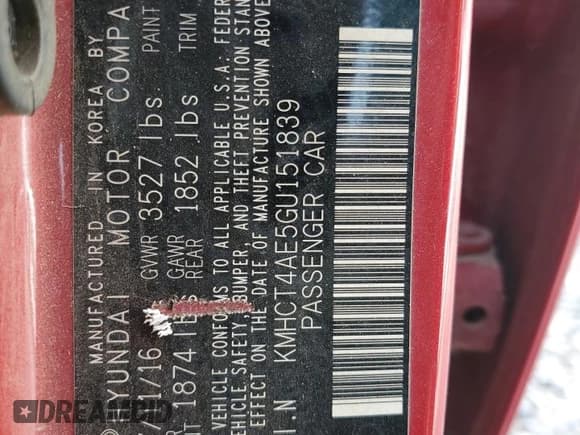 MANUFACTURED IN KOREA BY
HYUNDAI MOTOR COMPA
/16 GVWR 3527 lbs. PAINT
1874 GAWR REAR 1852 lbs TRIM
VEHICLE CONFORMS TO ALL APPLICABLE U.S.A. FEDER
VEHICLE SAFETY, BUMPER, AND THEFT PREVENTION STAN
EFFECT ON THE DATE OF MANUFACTURE SHOWN ABOVE
I.N KMHCT4AE5GU151839
PASSENGER CAR
DREAMCID